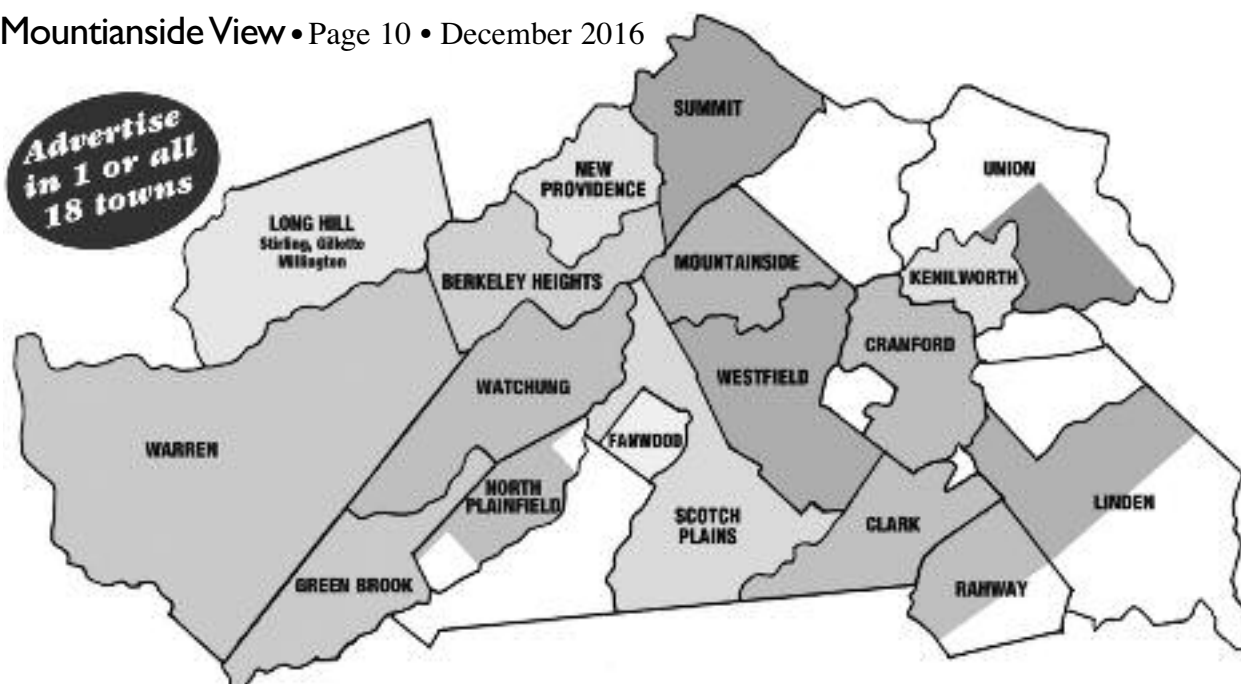 Mountianside View • Page 10 • December 2016
Advertise
in 1 or all
18 towns
SUMMIT
NEW
PROVIDENCE
UNION
LONG HILL
Stirling, Gillette
Millington
MOUNTAINSIDE
KENILWORTH
BERKELEY HEIGHTS
CRANFORD
WATCHUNG
WESTFIELD
WARREN
FANWOOD
NORTH
PLAINFIELD
SCOTCH
PLAINS
LINDEN
CLARK
GREEN BROOK
RAHWAY